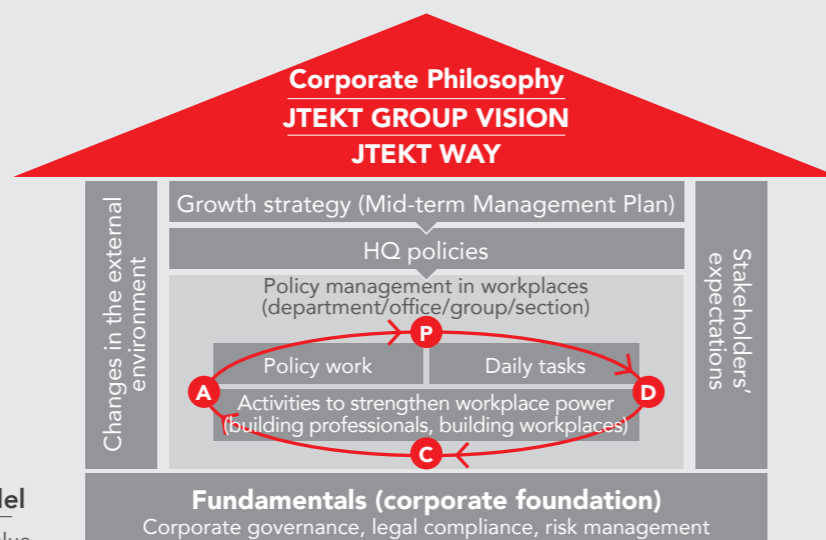 Corporate Philosophy
JTEKT GROUP VISION
JTEKT WAY
Changes in the external
environment
Growth strategy (Mid-term Management Plan)
HQ policies
Policy management in workplaces
(department/office/group/section)
P
Policy work
Daily tasks
A
D
Activities to strengthen workplace power
(building professionals, building workplaces)
C
Stakeholders'
expectations
Fundamentals (corporate foundation)
Corporate governance, legal compliance, risk management